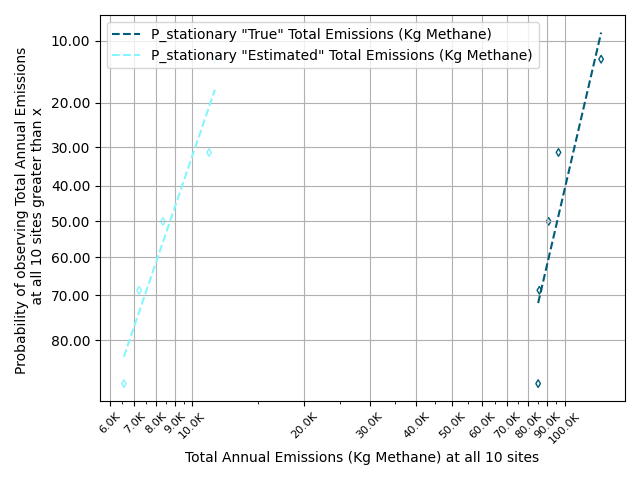 P_stationary "True" Total Emissions (Kg Methane)
P_stationary "Estimated" Total Emissions (Kg Methane)
Probability of observing Total Annual Emissions
at all 10 sites greater than x
10.00
20.00
30.00
40.00
50.00
60.00
70.00
80.00
6.0K
7.0K
8.0K
9.0K
10.0K
20.0K
30.0K
40.0K
50.0K
60.0K
70.0K
80.0K
90.0K
100.0K
Total Annual Emissions (Kg Methane) at all 10 sites